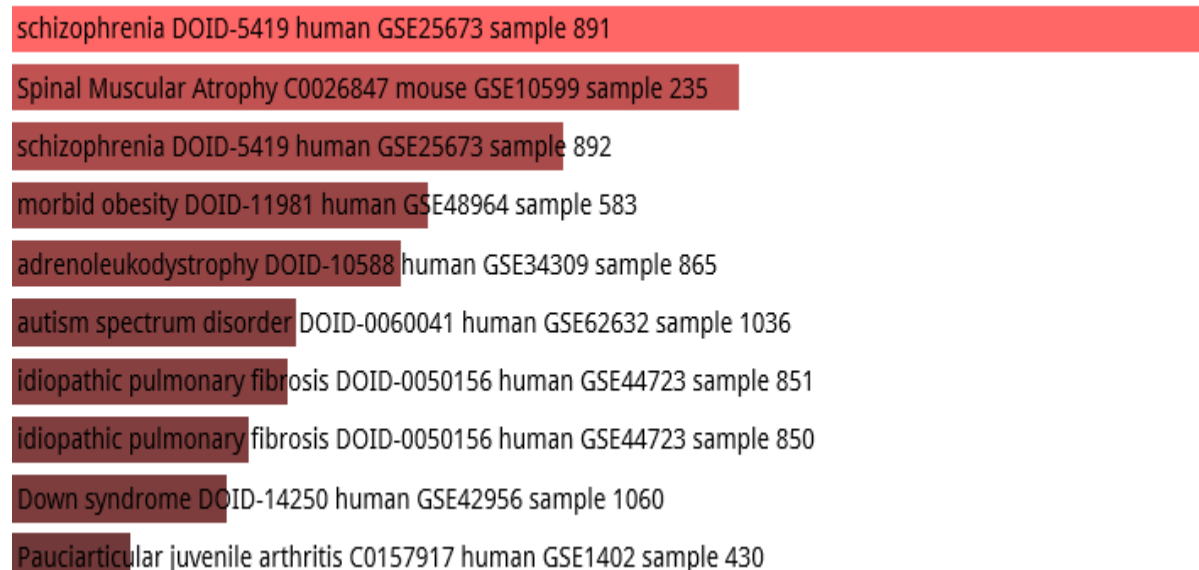 schizophrenia DOID-5419 human GSE25673 sample 891
Spinal Muscular Atrophy C0026847 mouse GSE10599 sample 235
schizophrenia DOID-5419 human GSE25673 sample 892
morbid obesity DOID-11981 human GSE48964 sample 583
adrenoleukodystrophy DOID-10588 human GSE34309 sample 865
autism spectrum disorder DOID-0060041 human GSE62632 sample 1036
idiopathic pulmonary fibrosis DOID-0050156 human GSE44723 sample 851
idiopathic pulmonary fibrosis DOID-0050156 human GSE44723 sample 850
Down syndrome DOID-14250 human GSE42956 sample 1060
Pauciarticular juvenile arthritis C0157917 human GSE1402 sample 430